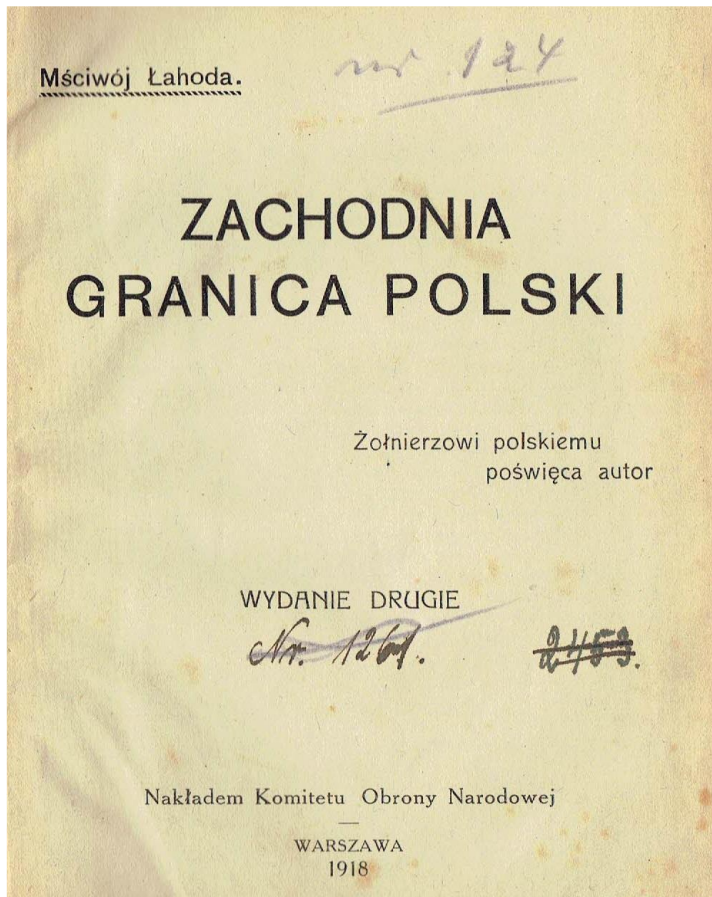 Mściwój Łahoda.
nr 124
ZACHODNIA
GRANICA POLSKI
Żołnierzowi polskiemu
poświęca autor
WYDANIE DRUGIE
Nr. 1261.
2453.
Nakładem Komitetu Obrony Narodowej
WARSZAWA
1918